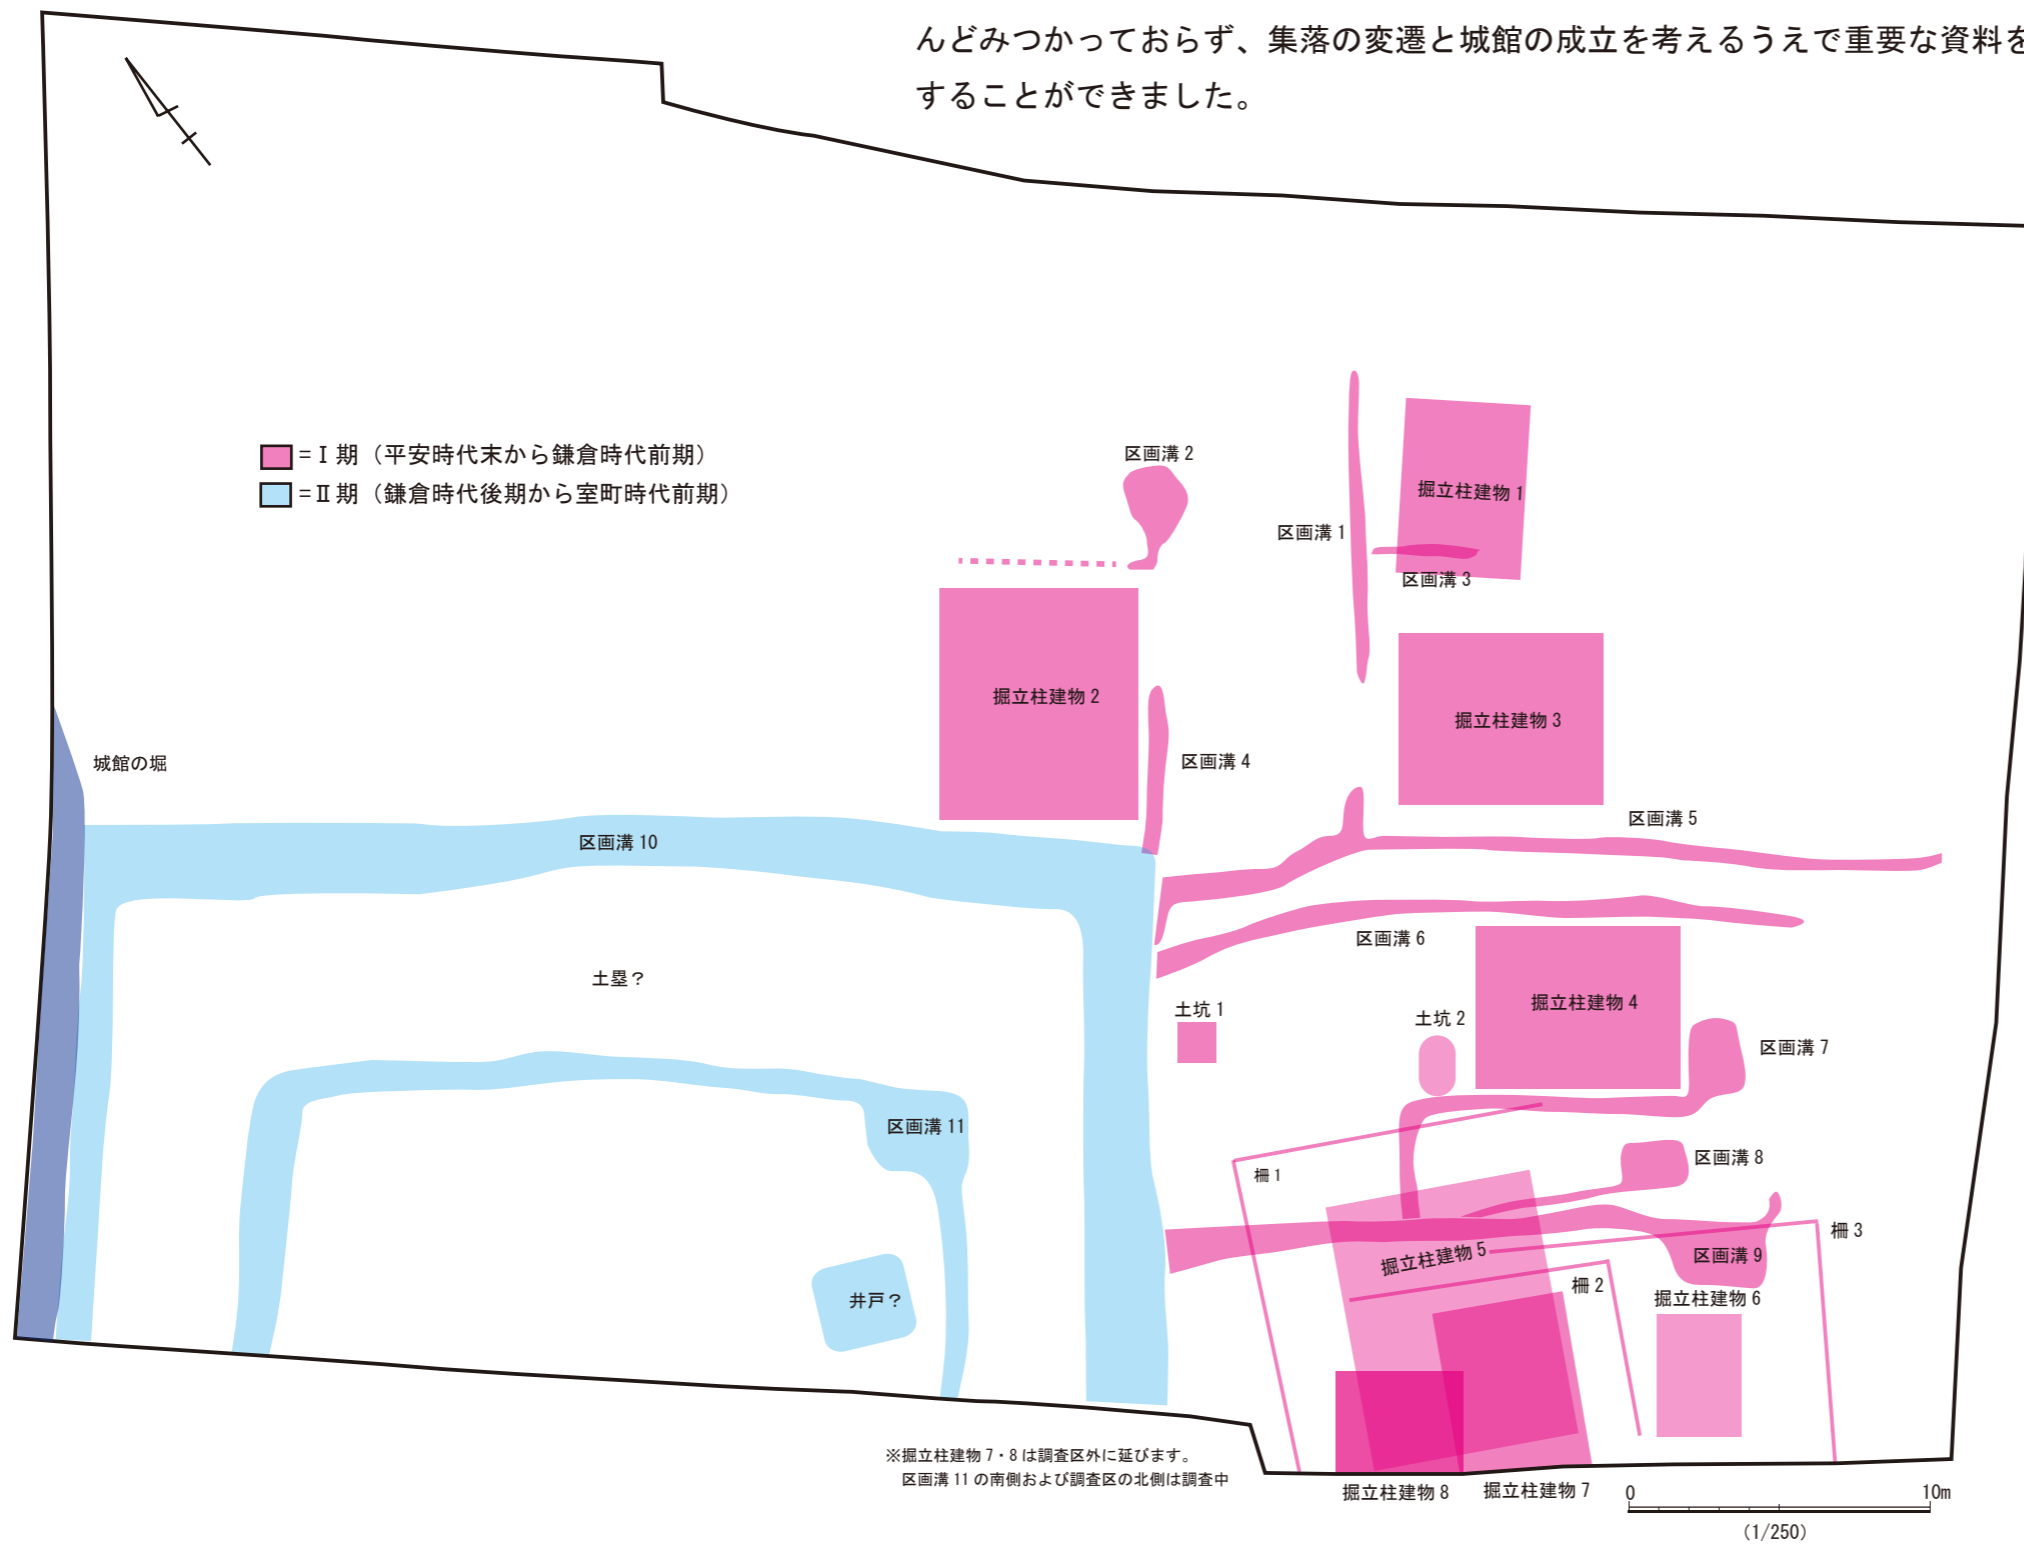 んどみつかっておらず、集落の変遷と城館の成立を考えるうえで重要な資料を
することができました。
=Ⅰ期（平安時代末から鎌倉時代前期）
=Ⅱ期（鎌倉時代後期から室町時代前期）
区画溝 2
掘立柱建物 1
区画溝 1
区画溝 3
掘立柱建物 2
掘立柱建物 3
城館の堀
区画溝 4
区画溝 5
区画溝 10
区画溝 6
土塁？
土坑 1
土坑 2
掘立柱建物 4
区画溝 7
区画溝 11
柵 1
区画溝 8
柵 3
掘立柱建物 5
区画溝 9
柵 2
井戸？
掘立柱建物 6
※掘立柱建物 7・8 は調査区外に延びます。
区画溝 11 の南側および調査区の北側は調査中
掘立柱建物 8
掘立柱建物 7
0
10m
(1/250)